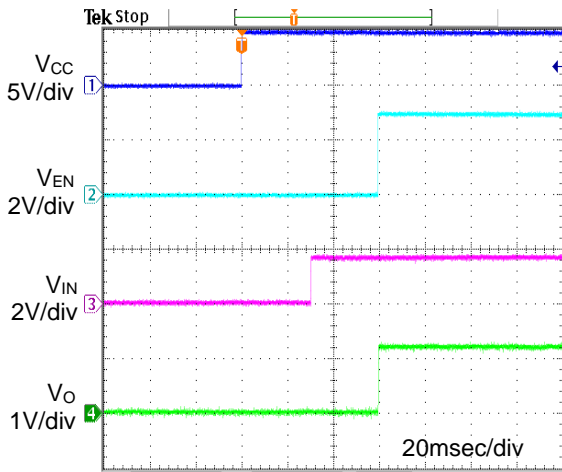 Tek Stop
T
T
VCC
5V/div
1
VEN
2V/div
2
VIN
2V/div
3
VO
1V/div
4
20msec/div